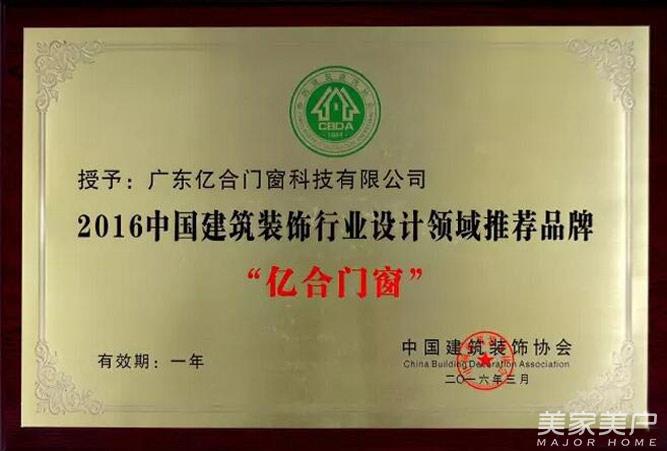 CBDA
1984
授予：广东亿合门窗科技有限公司
2016中国建筑装饰行业设计领域推荐品牌
“亿合门窗”
有效期：一年
中国建筑装饰协会
China Building Decoration Association
二〇一六年三月
美家美户
MAJOR HOME